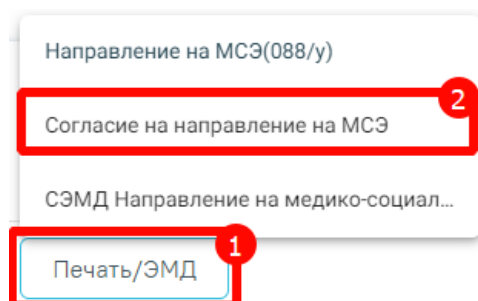 Направление на МСЭ(088/у)
2
Согласие на направление на МСЭ
СЭМД Направление на медико-социал...
1
Печать/ЭМД